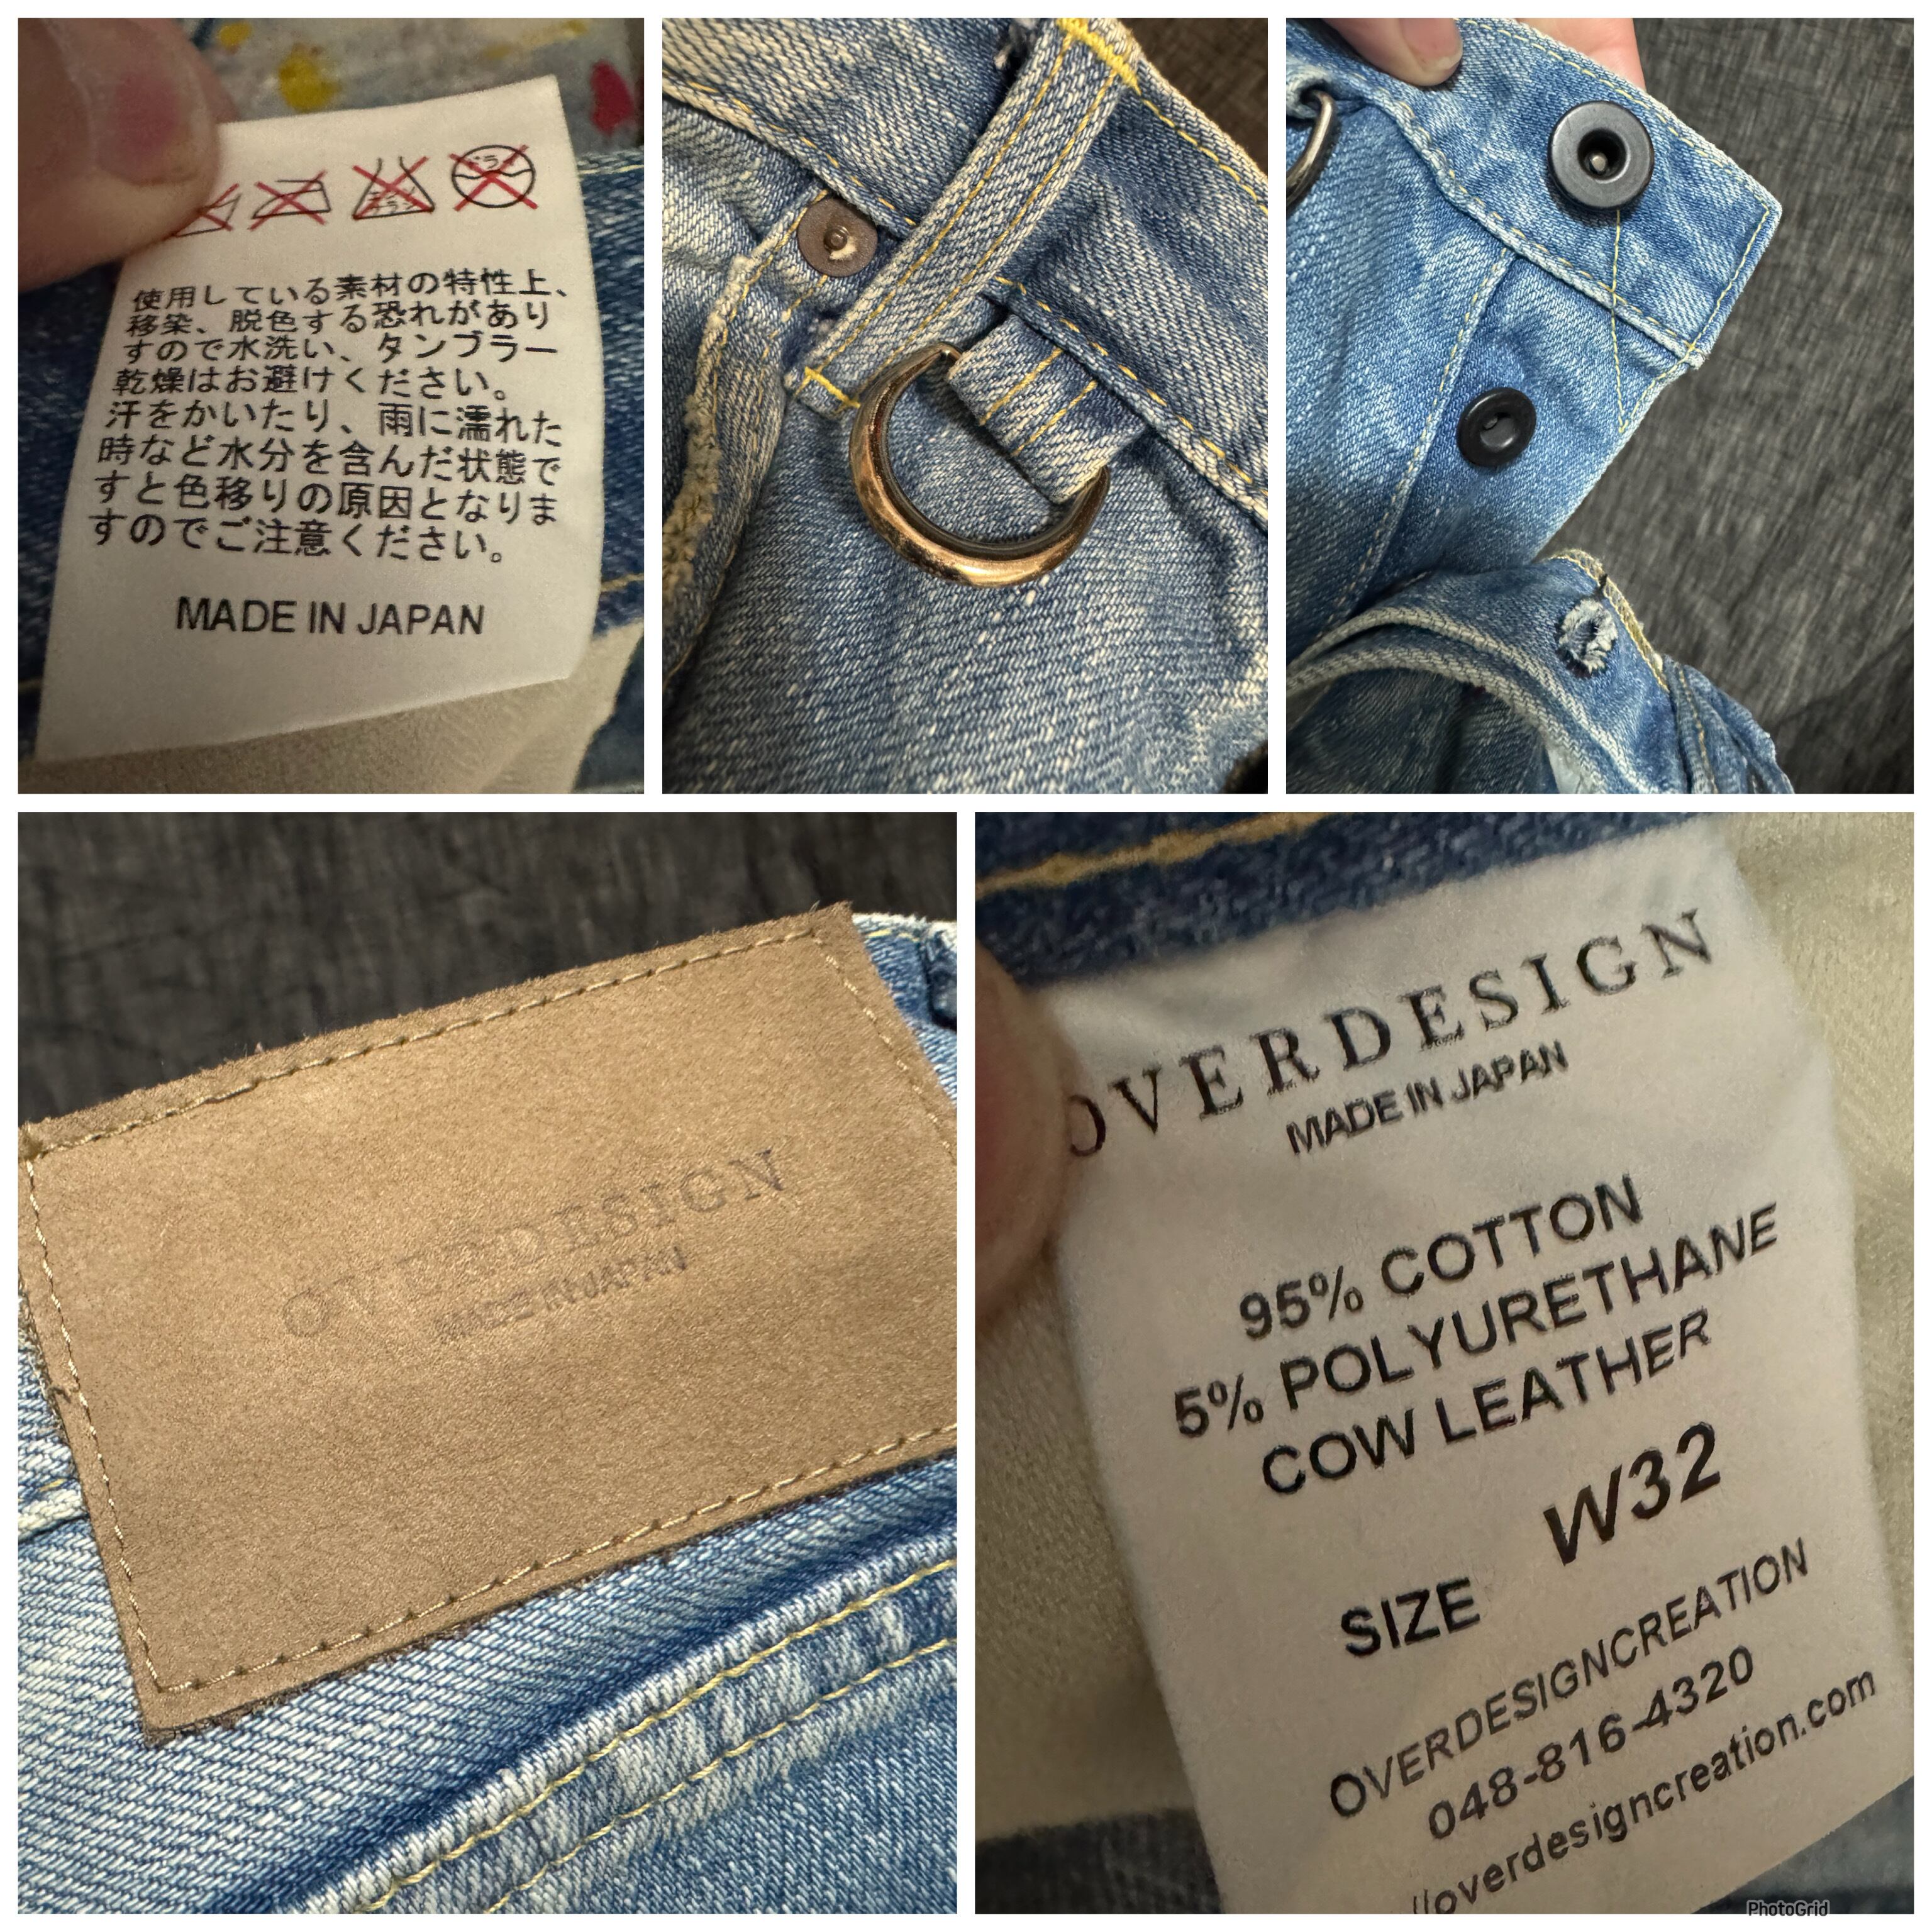 使用している素材の特性上、
移染、脱色する恐れがあり
すので水洗い、タンブラー
乾燥はお避けください。
汗をかいたり、雨に濡れた
時など水分を含んだ状態で
すと色移りの原因となりま
すのでご注意ください。
MADE IN JAPAN
OVERDESIGN
MADE IN JAPAN
OVERDESIGN
MADE IN JAPAN
95% COTTON
5% POLYURETHANE
COW LEATHER
SIZE W32
OVERDESIGNCREATION
048-816-4320
//overdesigncreation.com
PhotoGrid